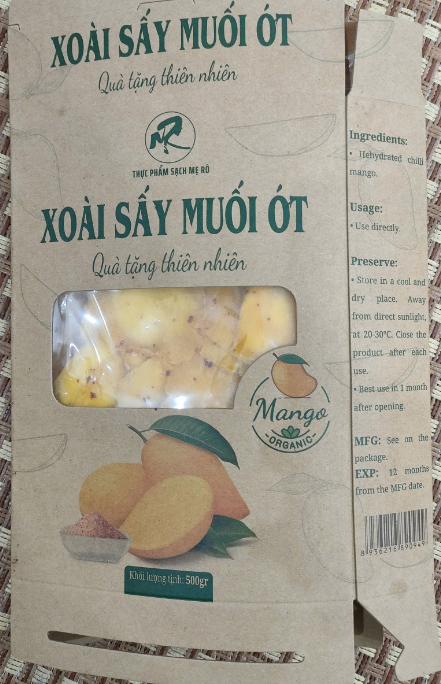 XOÀI SẤY MUỐI ỚT
Quà tặng thiên nhiên
THỰC PHẨM SẠCH MẸ RÔ
XOÀI SẤY MUỐI ỚT
Quà tặng thiên nhiên
Mango
ORGANIC
Khối lượng tịnh: 500gr
Ingredients:
• Hehydrated chilli
mango.
Usage:
• Use directly.
Preserve:
• Store in a cool and
dry place. Away
from direct sunlight,
at 20-30°C. Close the
product after each
use.
• Best use in 1 month
after opening.
MFG: See on the
package.
EXP: 12 months
from the MFG date.